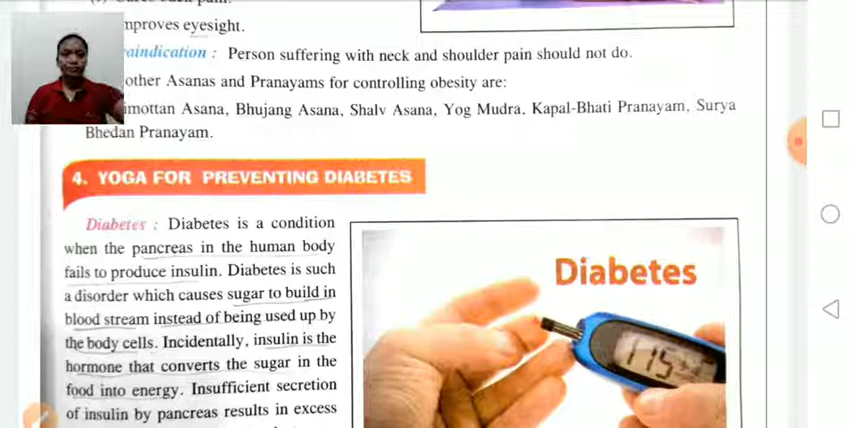 mproves eyesight.
aindication : Person suffering with neck and shoulder pain should not do.
other Asanas and Pranayams for controlling obesity are:
imottan Asana, Bhujang Asana, Shalv Asana, Yog Mudra, Kapal-Bhati Pranayam, Surya
Bhedan Pranayam.
4. YOGA FOR PREVENTING DIABETES
Diabetes : Diabetes is a condition
when the pancreas in the human body
fails to produce insulin. Diabetes is such
a disorder which causes sugar to build in
blood stream instead of being used up by
the body cells. Incidentally, insulin is the
hormone that converts the sugar in the
food into energy. Insufficient secretion
of insulin by pancreas results in excess
Diabetes
115